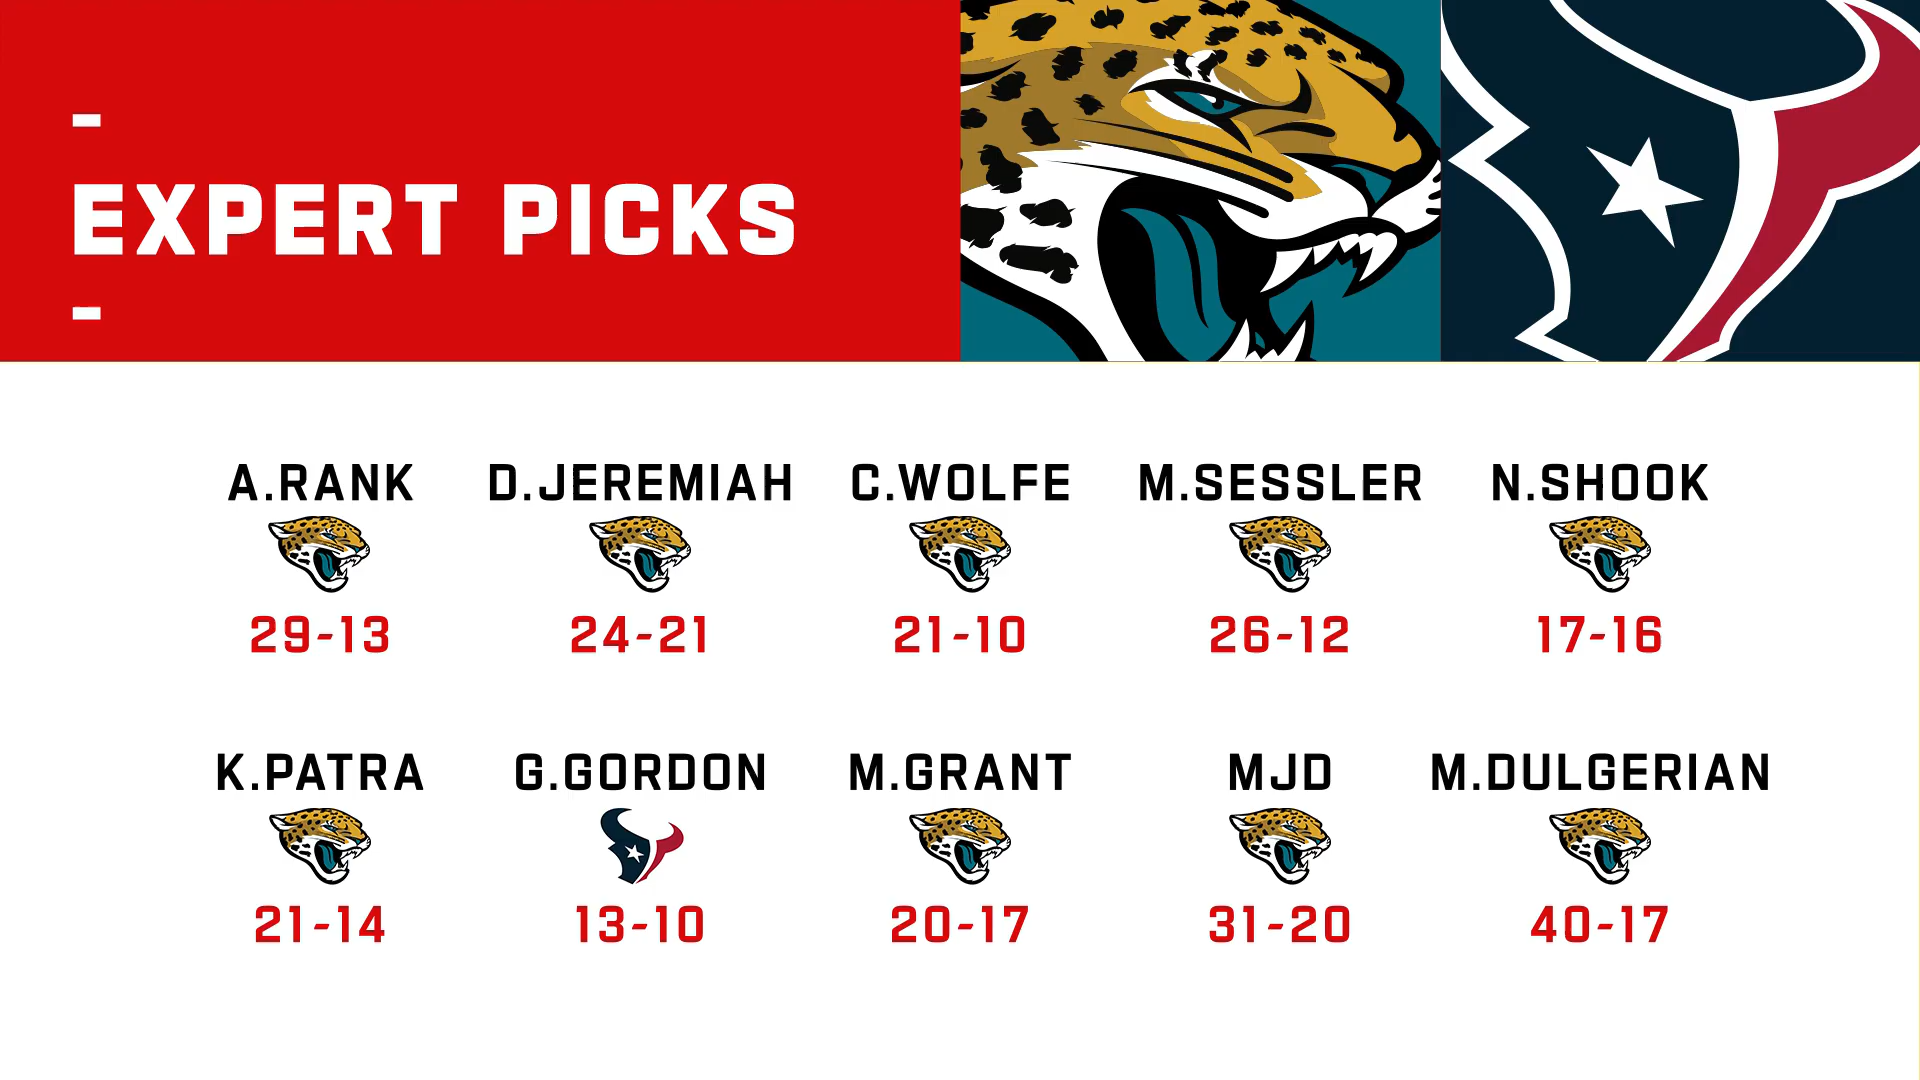 EXPERT PICKS
A.RANK D.JEREMIAH C.WOLFE M.SESSLER N.SHOOK
29-13 24-21 21-10 26-12 17-16
K.PATRA G.GORDON M.GRANT MJD M.DULGERIAN
21-14 13-10 20-17 31-20 40-17